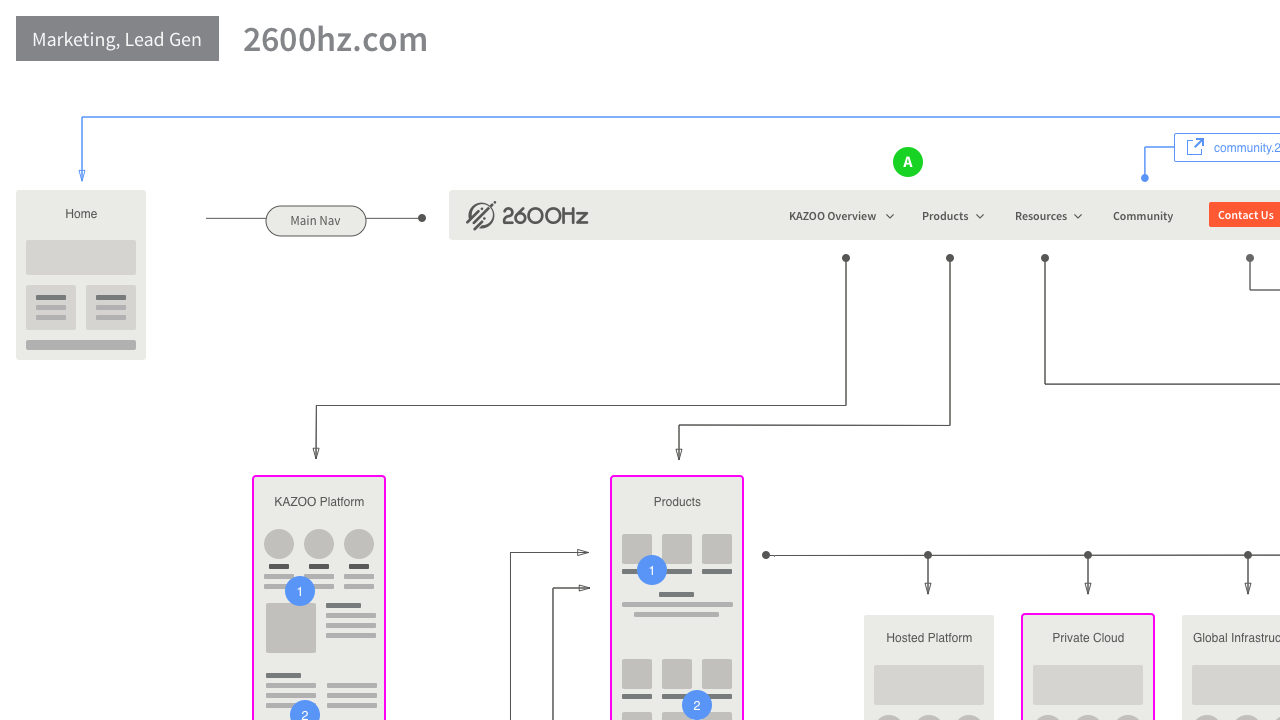 Marketing, Lead Gen
2600hz.com
community.2
A
Home
Main Nav
2600Hz
KAZOO Overview
Products
Resources
Community
Contact Us
KAZOO Platform
Products
1
1
Hosted Platform
Private Cloud
Global Infrastruc
2
2